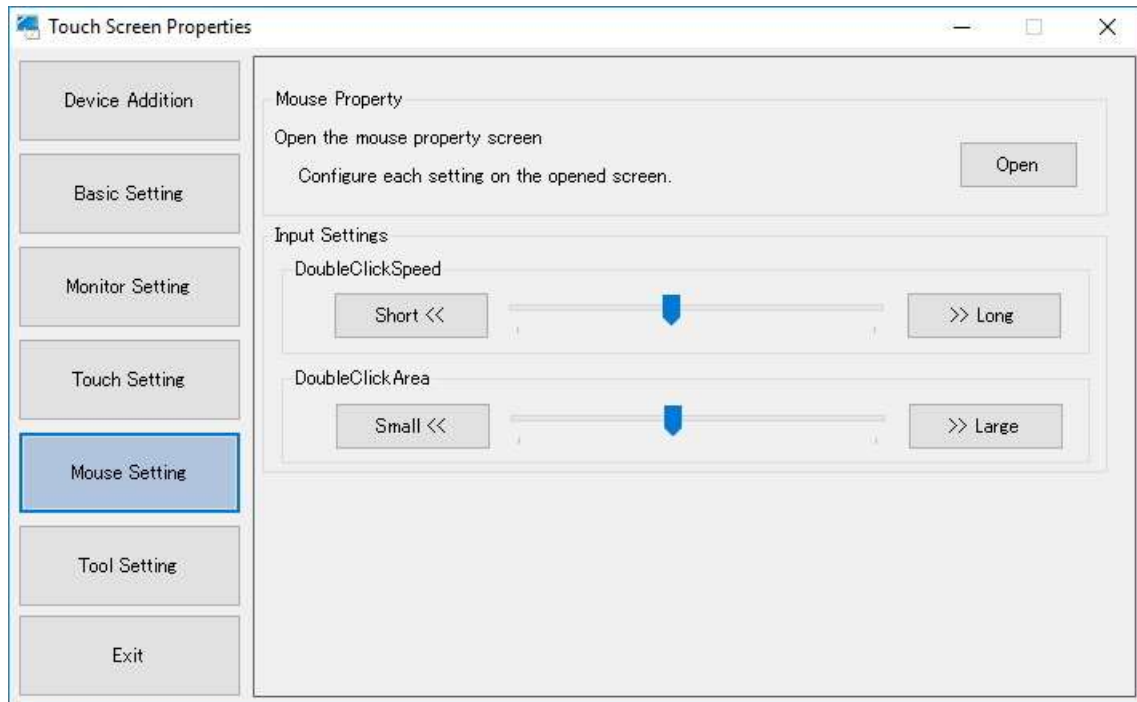 Touch Screen Properties
Device Addition
Basic Setting
Monitor Setting
Touch Setting
Mouse Setting
Tool Setting
Exit
Mouse Property
Open the mouse property screen
Configure each setting on the opened screen.
Open
Input Settings
DoubleClickSpeed
Short <<
>> Long
DoubleClickArea
Small <<
>> Large